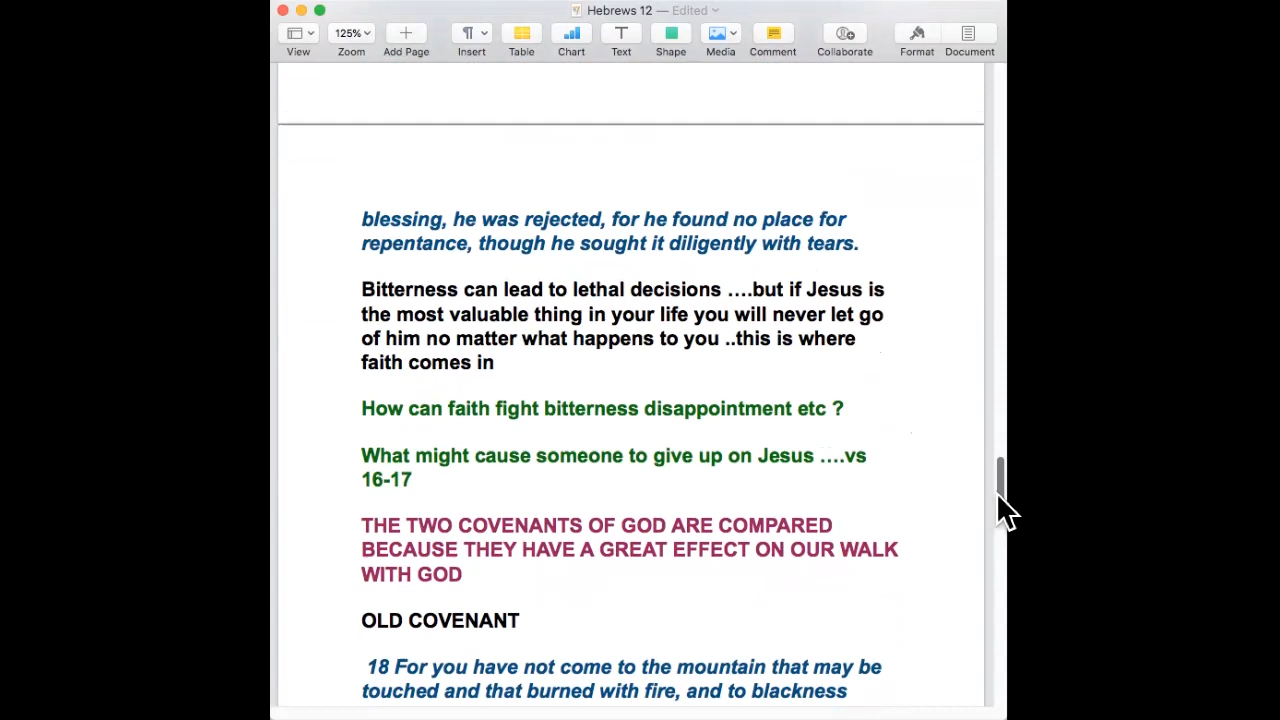 Hebrews 12 — Edited
125%
View
Zoom
Add Page
Insert
Table
Chart
Text
Shape
Media
Comment
Collaborate
Format
Document
blessing, he was rejected, for he found no place for
repentance, though he sought it diligently with tears.
Bitterness can lead to lethal decisions ….but if Jesus is
the most valuable thing in your life you will never let go
of him no matter what happens to you ..this is where
faith comes in
How can faith fight bitterness disappointment etc ?
What might cause someone to give up on Jesus ….vs
16-17
THE TWO COVENANTS OF GOD ARE COMPARED
BECAUSE THEY HAVE A GREAT EFFECT ON OUR WALK
WITH GOD
OLD COVENANT
18 For you have not come to the mountain that may be
touched and that burned with fire, and to blackness